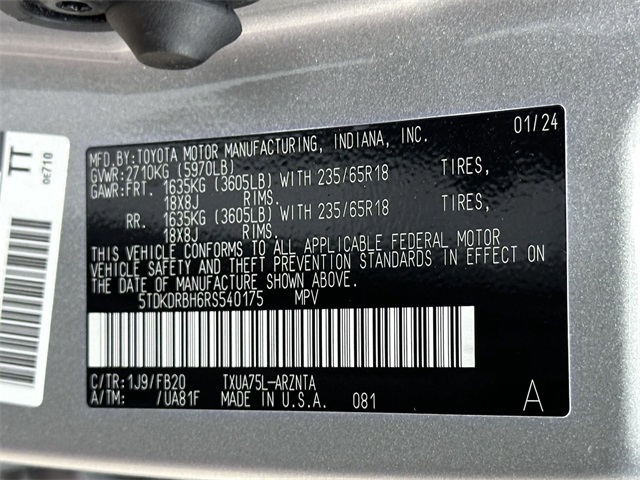 01/24
MFD.BY:TOYOTA MOTOR MANUFACTURING, INDIANA, INC.
GVWR:2710KG (5970LB)
GAWR:FRT. 1635KG (3605LB) WITH 235/65R18 TIRES,
18X8J RIMS.
RR. 1635KG (3605LB) WITH 235/65R18 TIRES,
18X8J RIMS.
THIS VEHICLE CONFORMS TO ALL APPLICABLE FEDERAL MOTOR
VEHICLE SAFETY AND THEFT PREVENTION STANDARDS IN EFFECT ON
THE DATE OF MANUFACTURE SHOWN ABOVE.
5TDKDRBH6RS540175 MPV
C/TR:1J9/FB20 TXUA75L-ARZNTA
A/TM: /UA81F MADE IN U.S.A. 081
A
TT
0E710